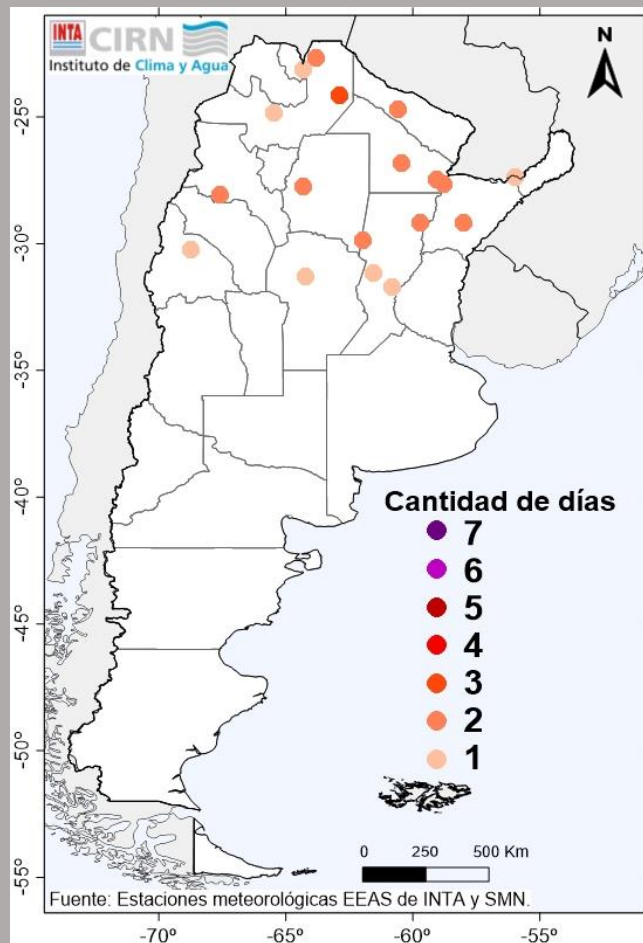 INTA CIRN
Instituto de Clima y Agua
N
-25°
-30°
-35°
-40°
-45°
-50°
-55°
Cantidad de días
7
6
5
4
3
2
1
0 250 500 Km
Fuente: Estaciones meteorológicas EEAS de INTA y SMN.
-70° -65° -60° -55°